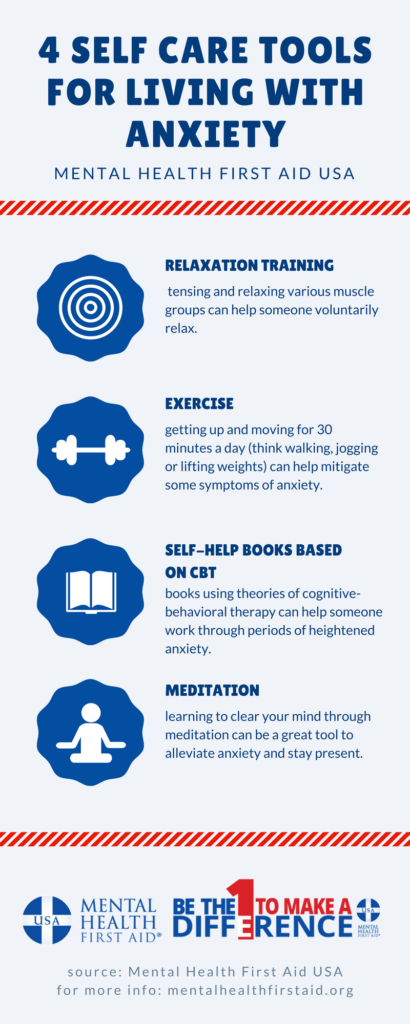 4 SELF CARE TOOLS
FOR LIVING WITH
ANXIETY
MENTAL HEALTH FIRST AID USA
RELAXATION TRAINING
tensing and relaxing various muscle
groups can help someone voluntarily
relax.
EXERCISE
getting up and moving for 30
minutes a day (think walking, jogging
or lifting weights) can help mitigate
some symptoms of anxiety.
SELF-HELP BOOKS BASED
ON CBT
books using theories of cognitive-
behavioral therapy can help someone
work through periods of heightened
anxiety.
MEDITATION
learning to clear your mind through
meditation can be a great tool to
alleviate anxiety and stay present.
USA
MENTAL
HEALTH
FIRST AID®
BE THE 1 TO MAKE A
DIFFERENCE
USA
MENTAL
HEALTH
FIRST AID®
source: Mental Health First Aid USA
for more info: mentalhealthfirstaid.org